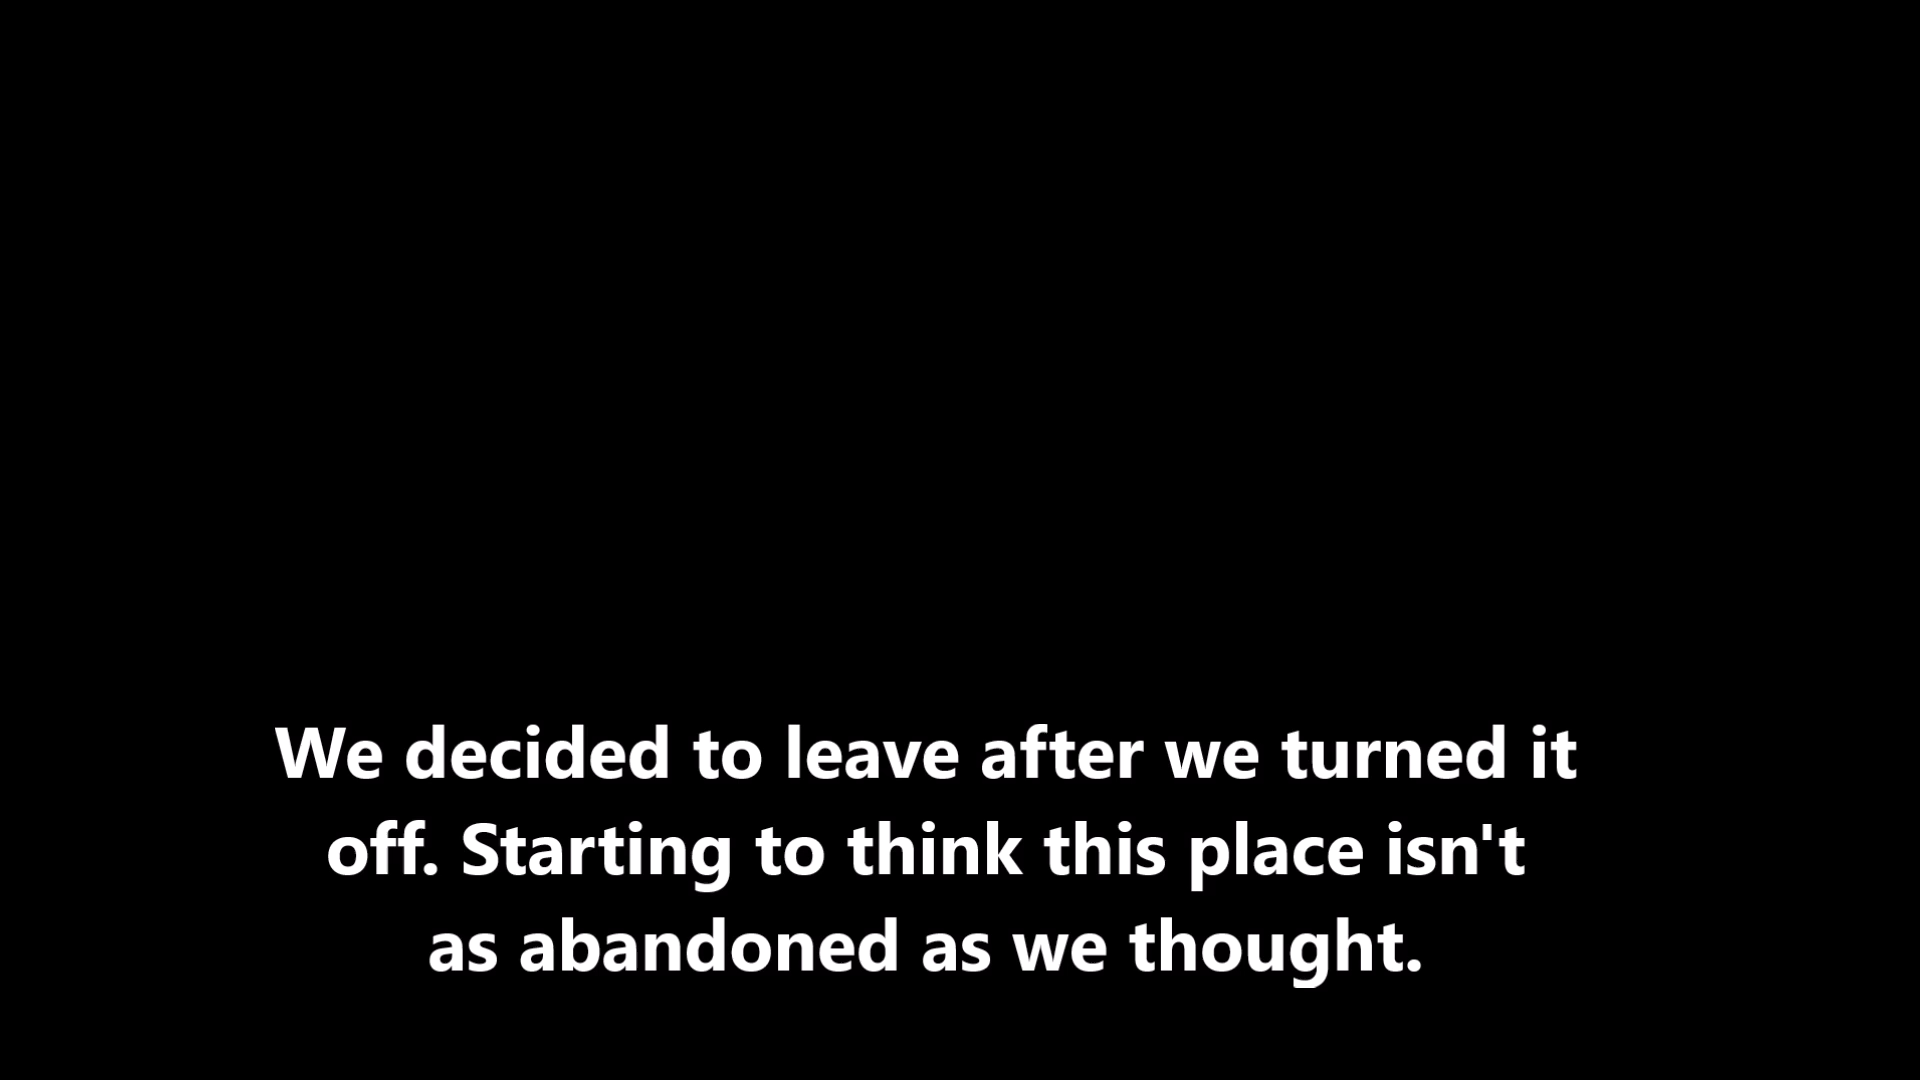 We decided to leave after we turned it
off. Starting to think this place isn't
as abandoned as we thought.